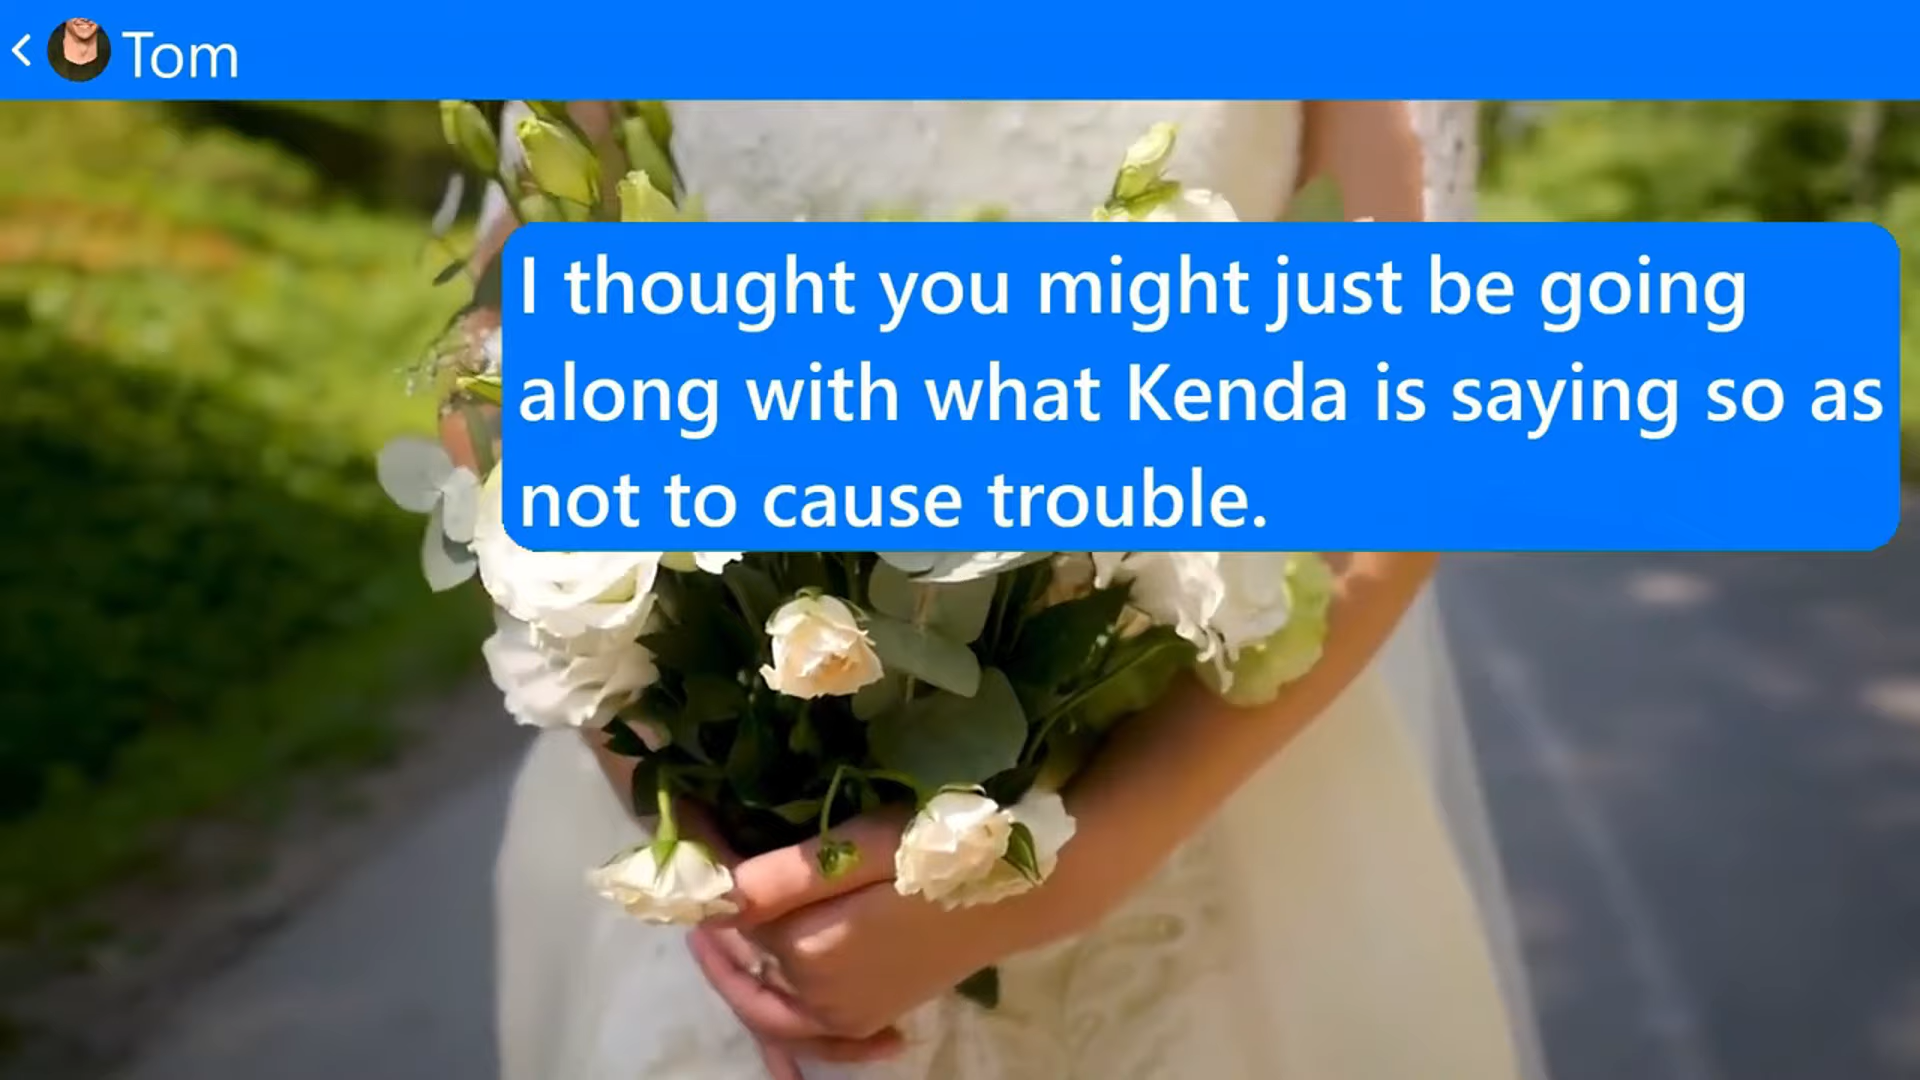 Tom
I thought you might just be going
along with what Kenda is saying so as
not to cause trouble.